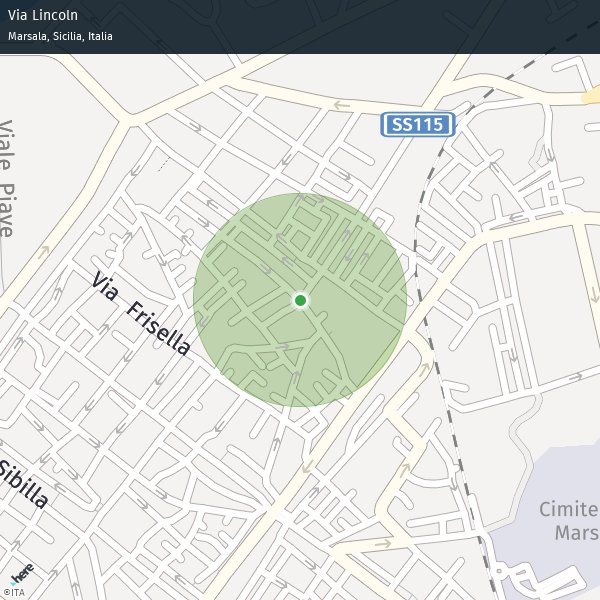 Via Lincoln
Marsala, Sicilia, Italia
SS115
Viale Piave
Via Frisella
Sibilla
Cimite
Mars
here
©ITA